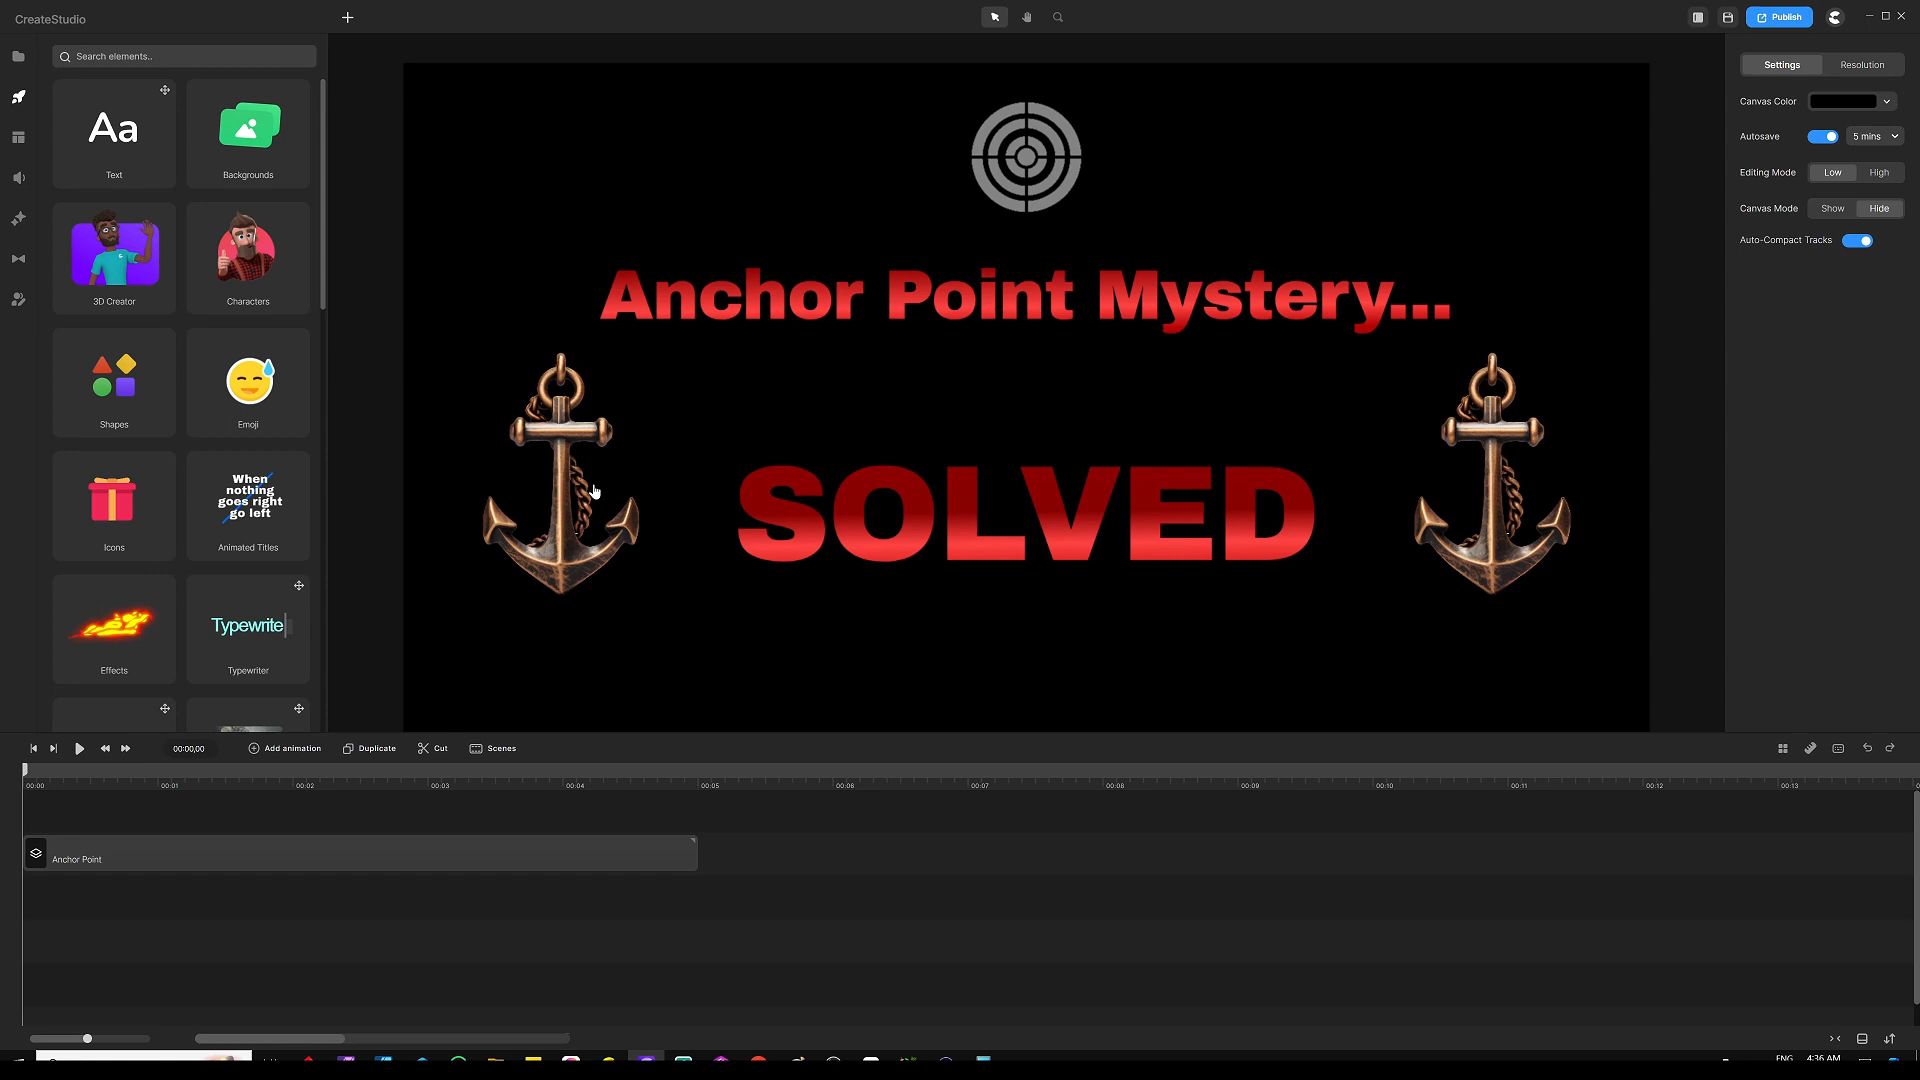 CreateStudio
Publish
Search elements..
Settings
Resolution
Aa
Text
Backgrounds
Canvas Color
Autosave
5 mins
Editing Mode
Low
High
Canvas Mode
Show
Hide
Auto-Compact Tracks
3D Creator
Characters
Anchor Point Mystery...
SOLVED
Shapes
Emoji
When
nothing
goes right
go left
Icons
Animated Titles
Typewrite
Effects
Typewriter
00:00,00
Add animation
Duplicate
Cut
Scenes
00:00
00:01
00:02
00:03
00:04
00:05
00:06
00:07
00:08
00:09
00:10
00:11
00:12
00:13
Anchor Point
ENG
4:36 AM